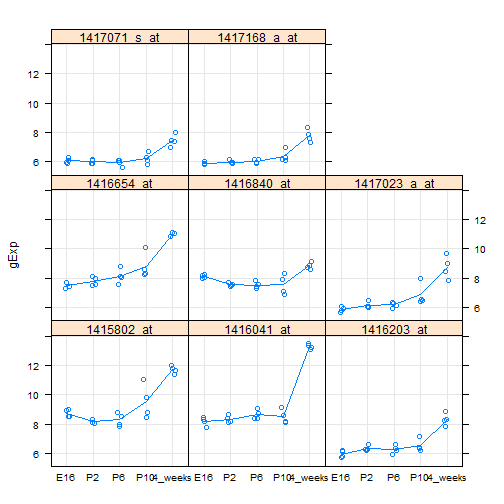 1417071_s_at
1417168_a_at
12
10
8
6
1416654_at
1416840_at
1417023_a_at
gExp
12
10
8
6
1415802_at
1416041_at
1416203_at
12
10
8
6
E16 P2 P6 P10 4_weeks E16 P2 P6 P10 4_weeks E16 P2 P6 P10 4_weeks